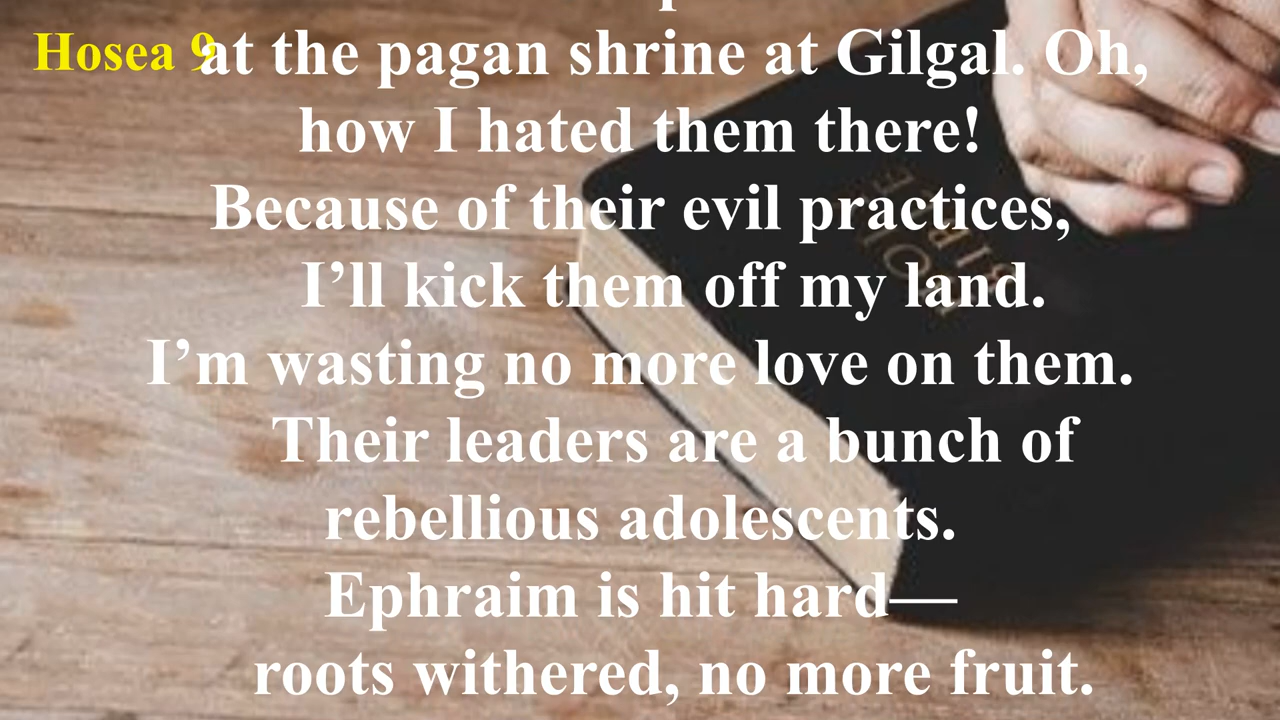 Hosea 9
at the pagan shrine at Gilgal. Oh,
how I hated them there!
Because of their evil practices,
I’ll kick them off my land.
I’m wasting no more love on them.
Their leaders are a bunch of
rebellious adolescents.
Ephraim is hit hard—
roots withered, no more fruit.
HOLY
BIBLE